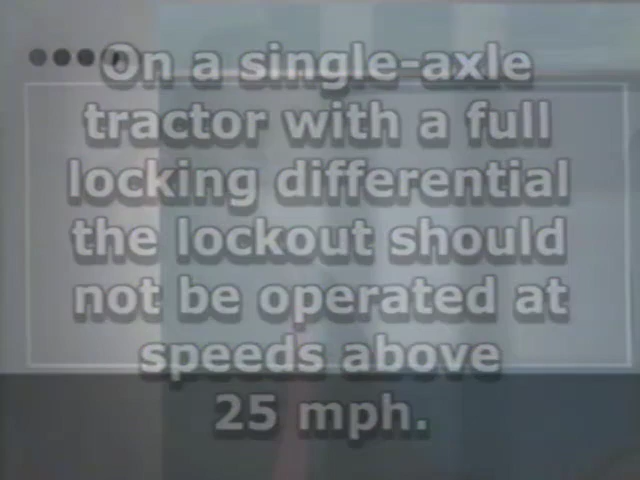 On a single-axle
tractor with a full
locking differential
the lockout should
not be operated at
speeds above
25 mph.